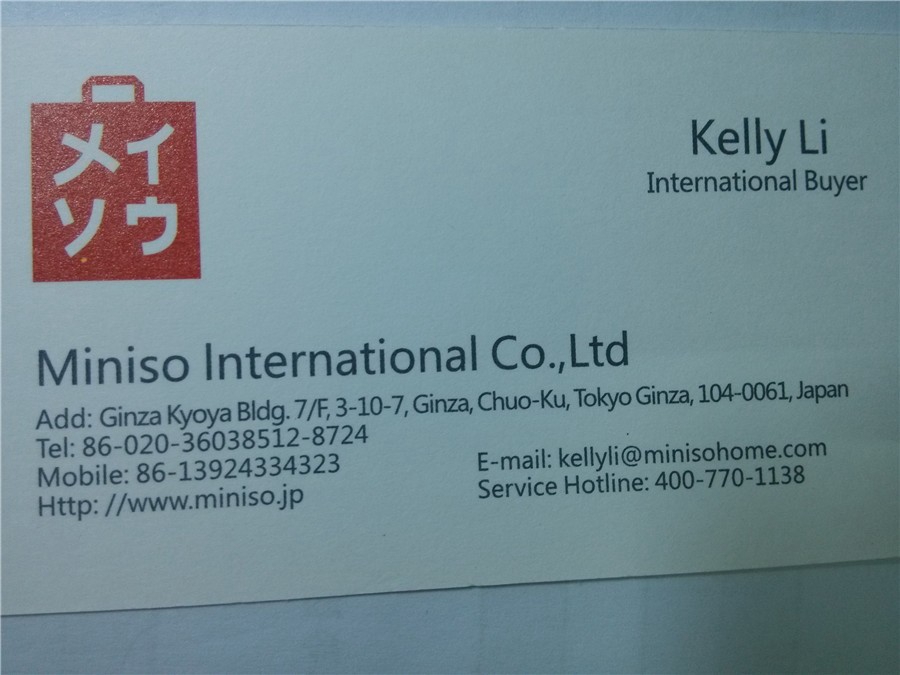 メイ
ソウ
Kelly Li
International Buyer
Miniso International Co.,Ltd
Add: Ginza Kyoya Bldg. 7/F, 3-10-7, Ginza, Chuo-Ku, Tokyo Ginza, 104-0061, Japan
Tel: 86-020-36038512-8724
Mobile: 86-13924334323
Http: //www.miniso.jp
E-mail: kellyli@minisohome.com
Service Hotline: 400-770-1138